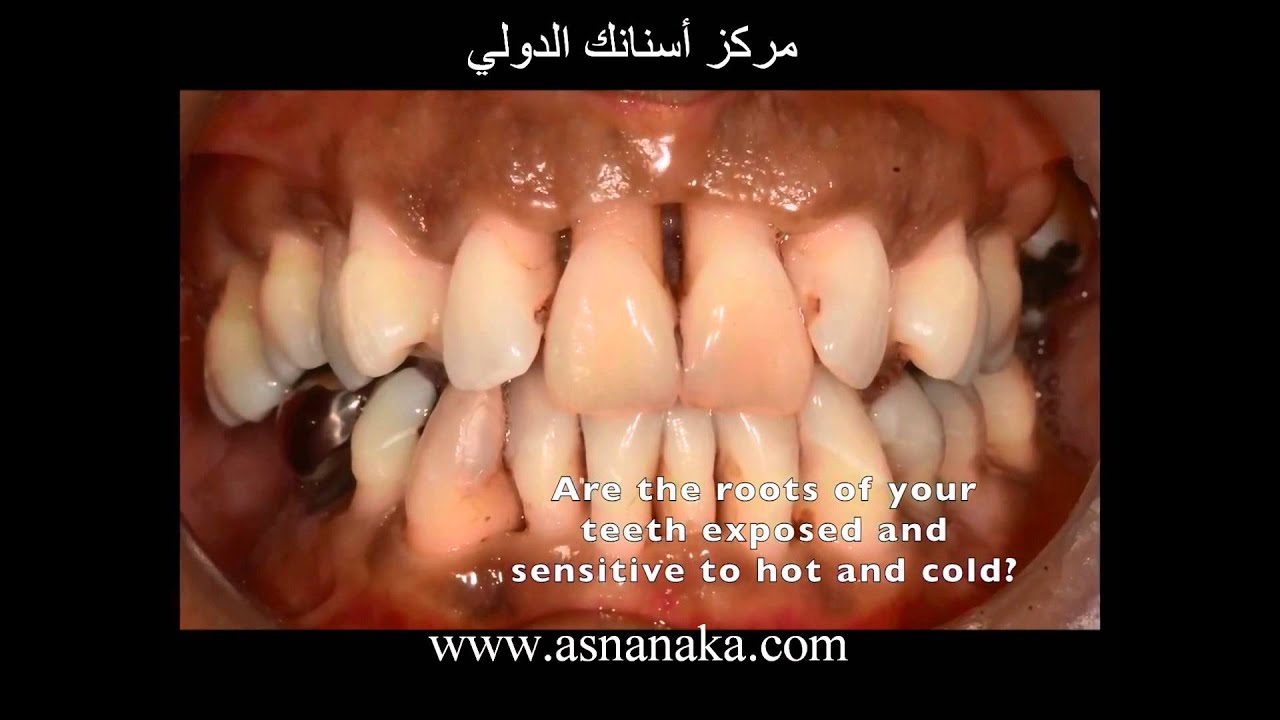 مركز أسنانك الدولي
Are the roots of your
teeth exposed and
sensitive to hot and cold?
www.asnanaka.com